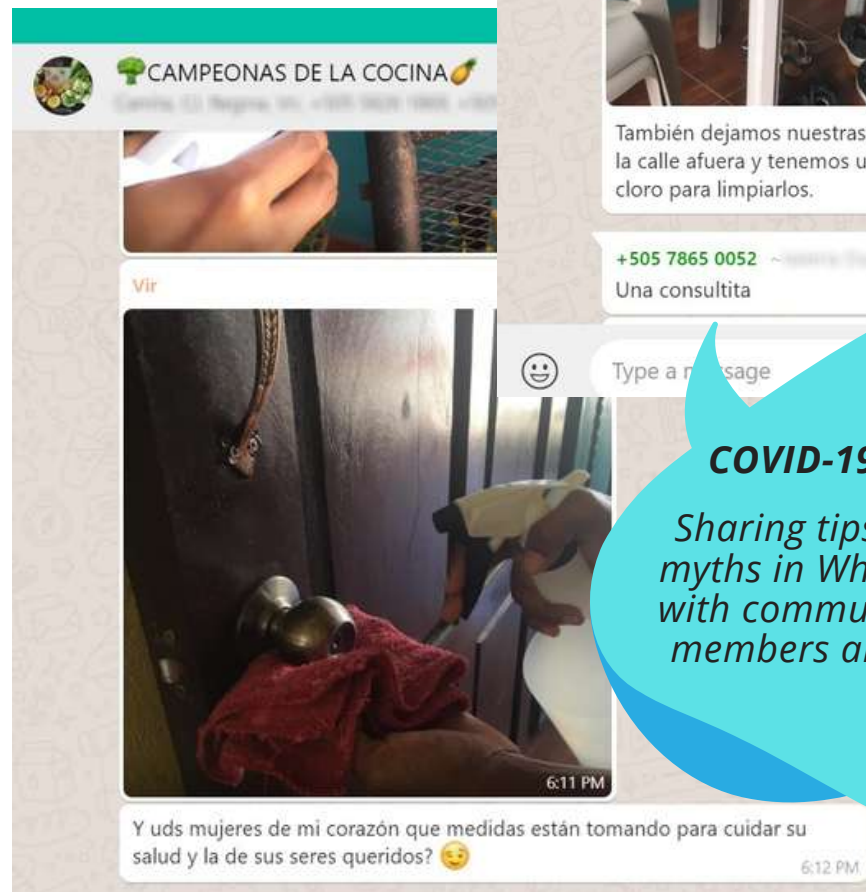 🥦CAMPEONAS DE LA COCINA🍍
Vir
6:11 PM
Y uds mujeres de mi corazón que medidas están tomando para cuidar su
salud y la de sus seres queridos? 😏
6:12 PM
También dejamos nuestras
la calle afuera y tenemos u
cloro para limpiarlos.
+505 7865 0052 ~
Una consultita
Type a m sage
COVID-19
Sharing tips
myths in Wh
with commu
members a